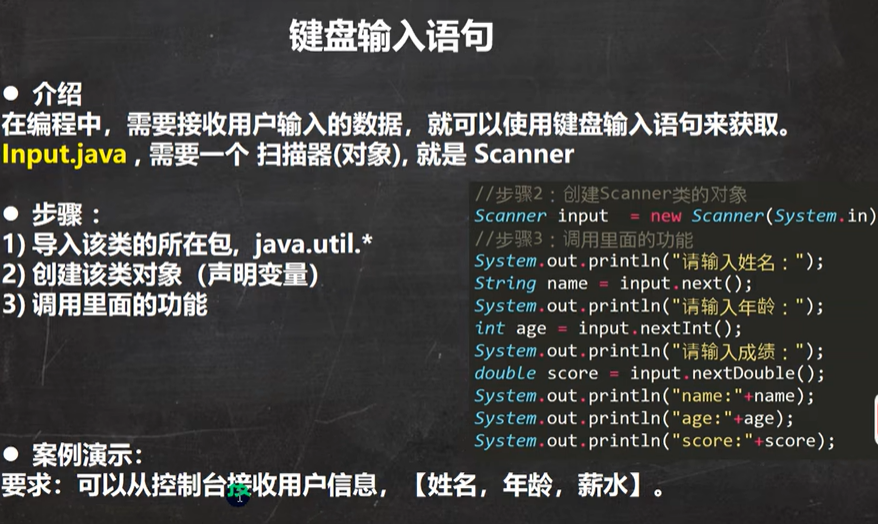 键盘输入语句
● 介绍
在编程中，需要接收用户输入的数据，就可以使用键盘输入语句来获取。
Input.java , 需要一个 扫描器(对象), 就是 Scanner
● 步骤 ：
1) 导入该类的所在包，java.util.*
2) 创建该类对象（声明变量）
3) 调用里面的功能
//步骤2：创建Scanner类的对象
Scanner input  = new Scanner(System.in)
//步骤3：调用里面的功能
System.out.println("请输入姓名：");
String name = input.next();
System.out.println("请输入年龄：");
int age = input.nextInt();
System.out.println("请输入成绩：");
double score = input.nextDouble();
System.out.println("name:"+name);
System.out.println("age:"+age);
System.out.println("score:"+score);
● 案例演示：
要求：可以从控制台接收用户信息，【姓名，年龄，薪水】。